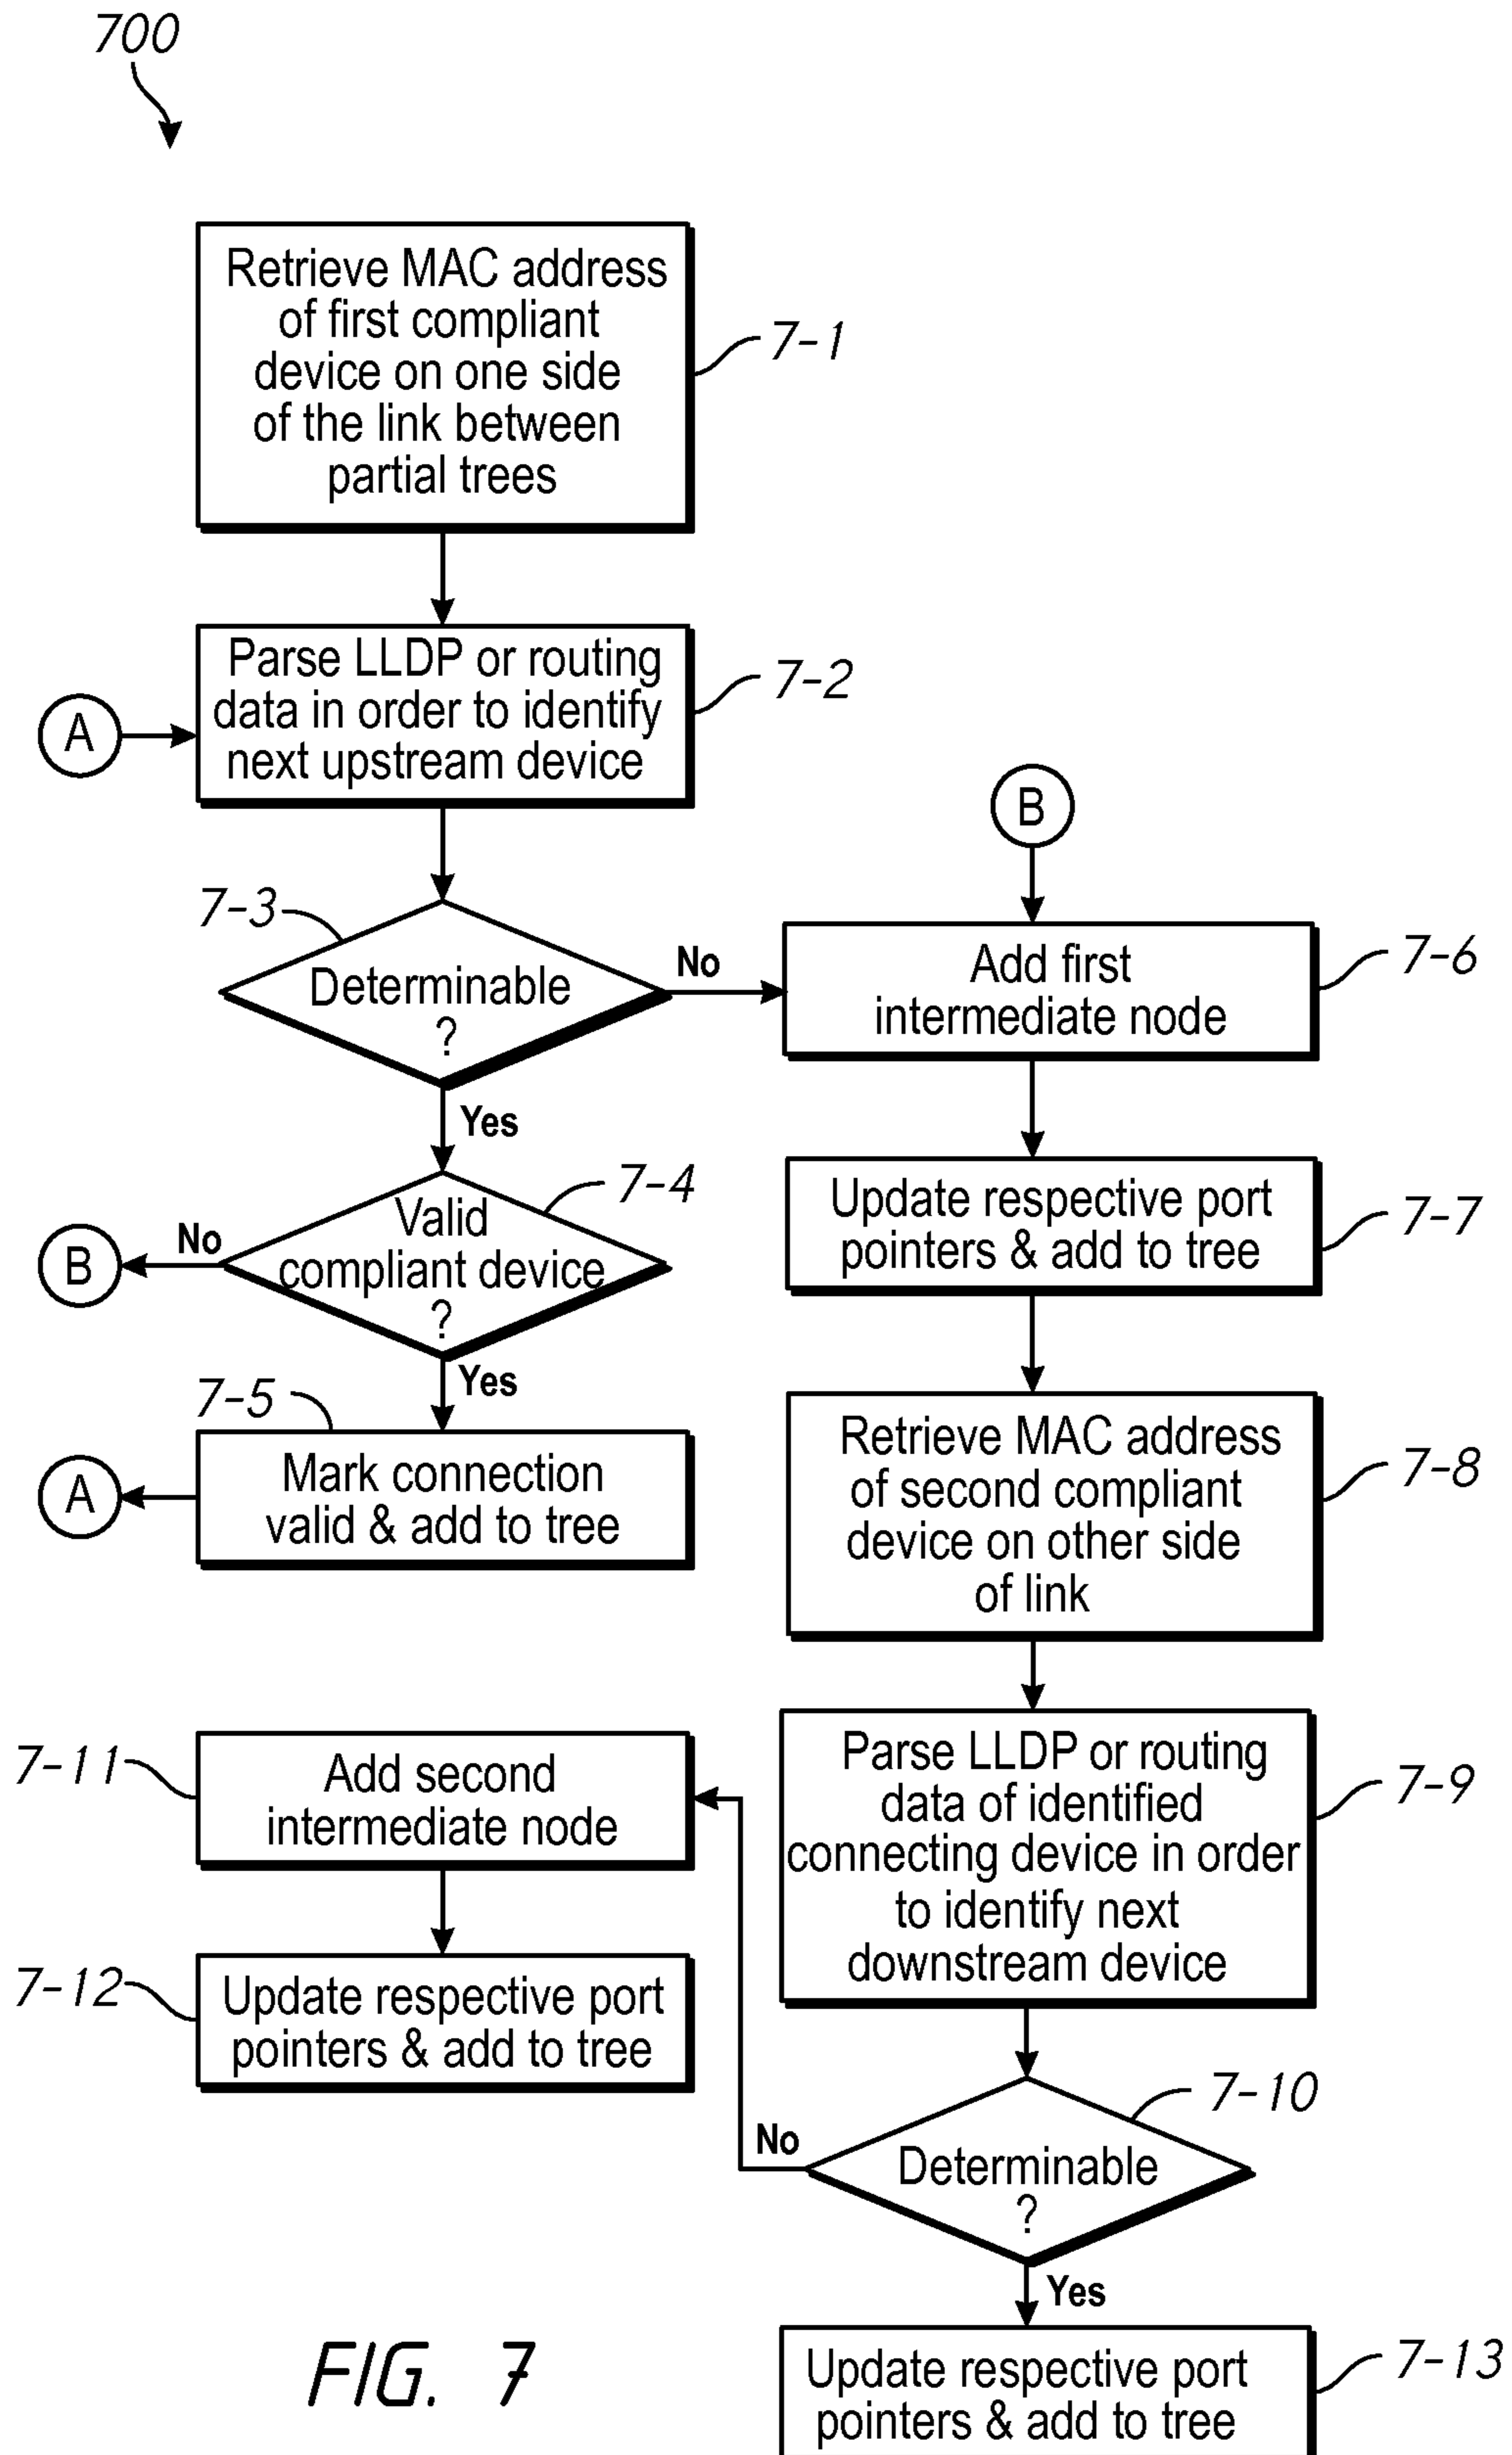 700
Retrieve MAC address
of first compliant
device on one side
of the link between
partial trees
7-1
Parse LLDP or routing
data in order to identify
next upstream device
7-2
A
B
7-3
Determinable
?
No
Yes
Add first
intermediate node
7-6
Valid
compliant device
?
7-4
No
B
Yes
Update respective port
pointers & add to tree
7-7
7-5
Mark connection
valid & add to tree
A
Retrieve MAC address
of second compliant
device on other side
of link
7-8
Parse LLDP or routing
data of identified
connecting device in order
to identify next
downstream device
7-9
7-11
Add second
intermediate node
7-12
Update respective port
pointers & add to tree
7-10
Determinable
?
No
Yes
Update respective port
pointers & add to tree
7-13
FIG. 7